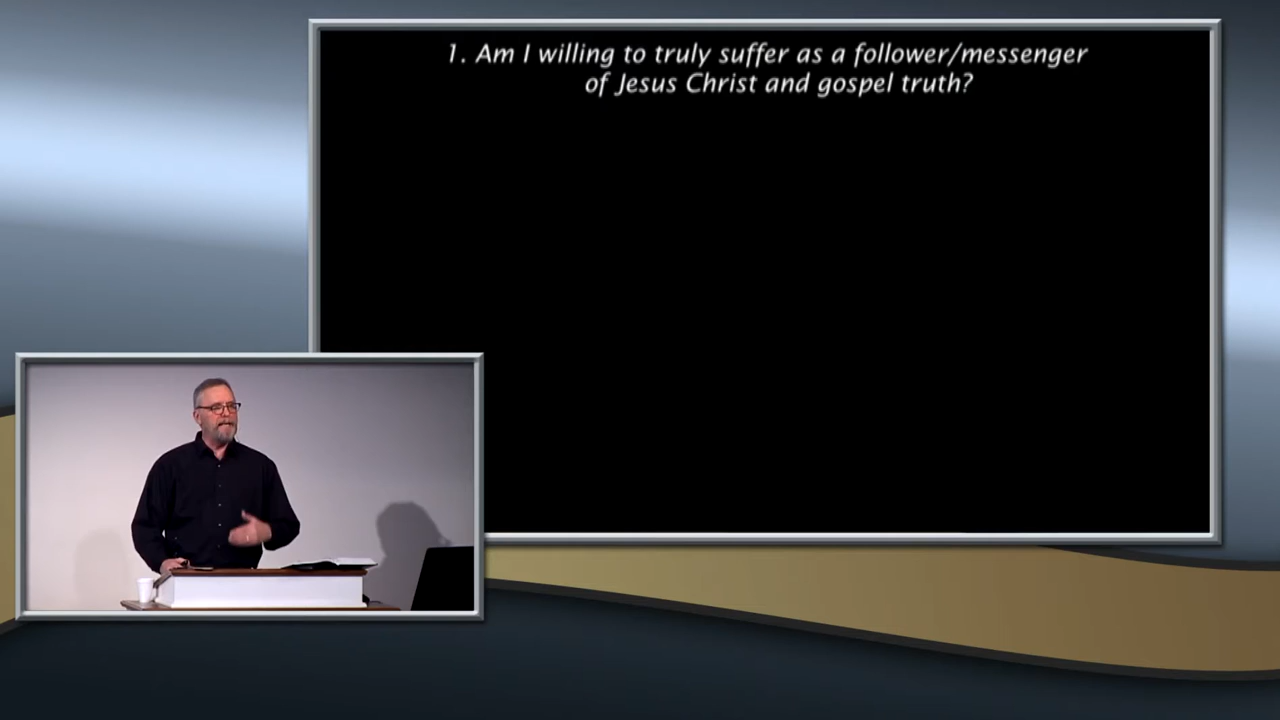 1. Am I willing to truly suffer as a follower/messenger
of Jesus Christ and gospel truth?